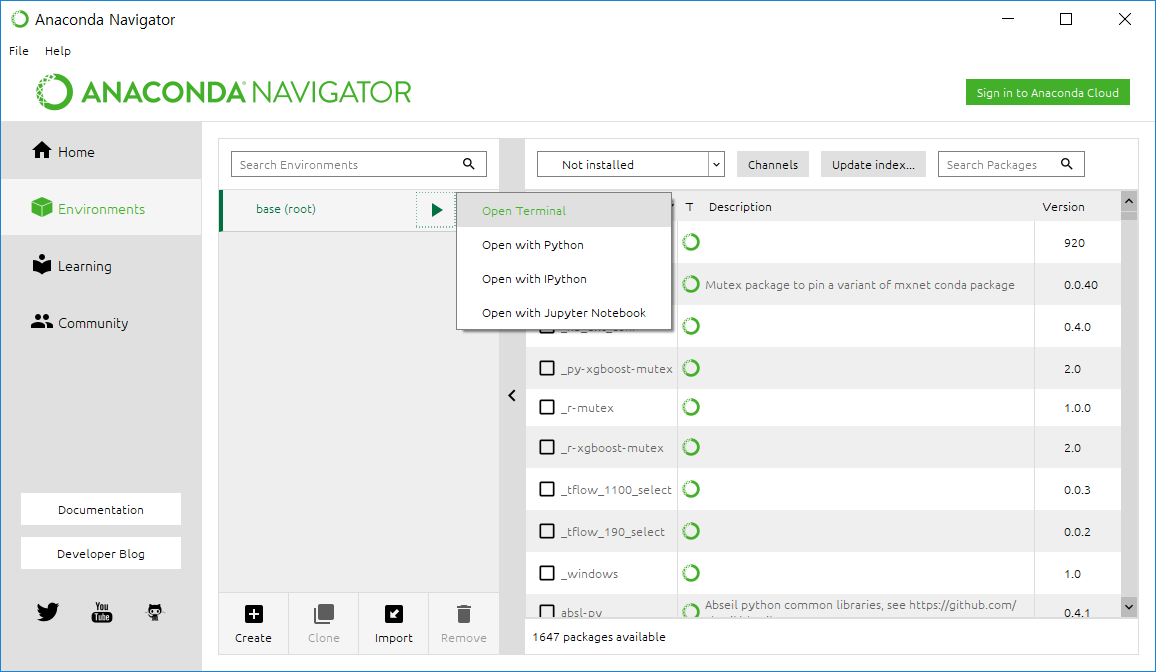 Anaconda Navigator
File Help
ANACONDA NAVIGATOR
Sign in to Anaconda Cloud
Home
Environments
Learning
Community
Documentation
Developer Blog
You
Tube
Search Environments
base (root)
Open Terminal
Open with Python
Open with IPython
Open with Jupyter Notebook
Create
Clone
Import
Remove
Not installed
Channels
Update index...
Search Packages
T Description Version
920
Mutex package to pin a variant of mxnet conda package 0.0.40
0.4.0
_py-xgboost-mutex 2.0
_r-mutex 1.0.0
_r-xgboost-mutex 2.0
_tflow_1100_select 0.0.3
_tflow_190_select 0.0.2
_windows 1.0
absl-py Abseil python common libraries, see https://github.com/ 0.4.1
1647 packages available